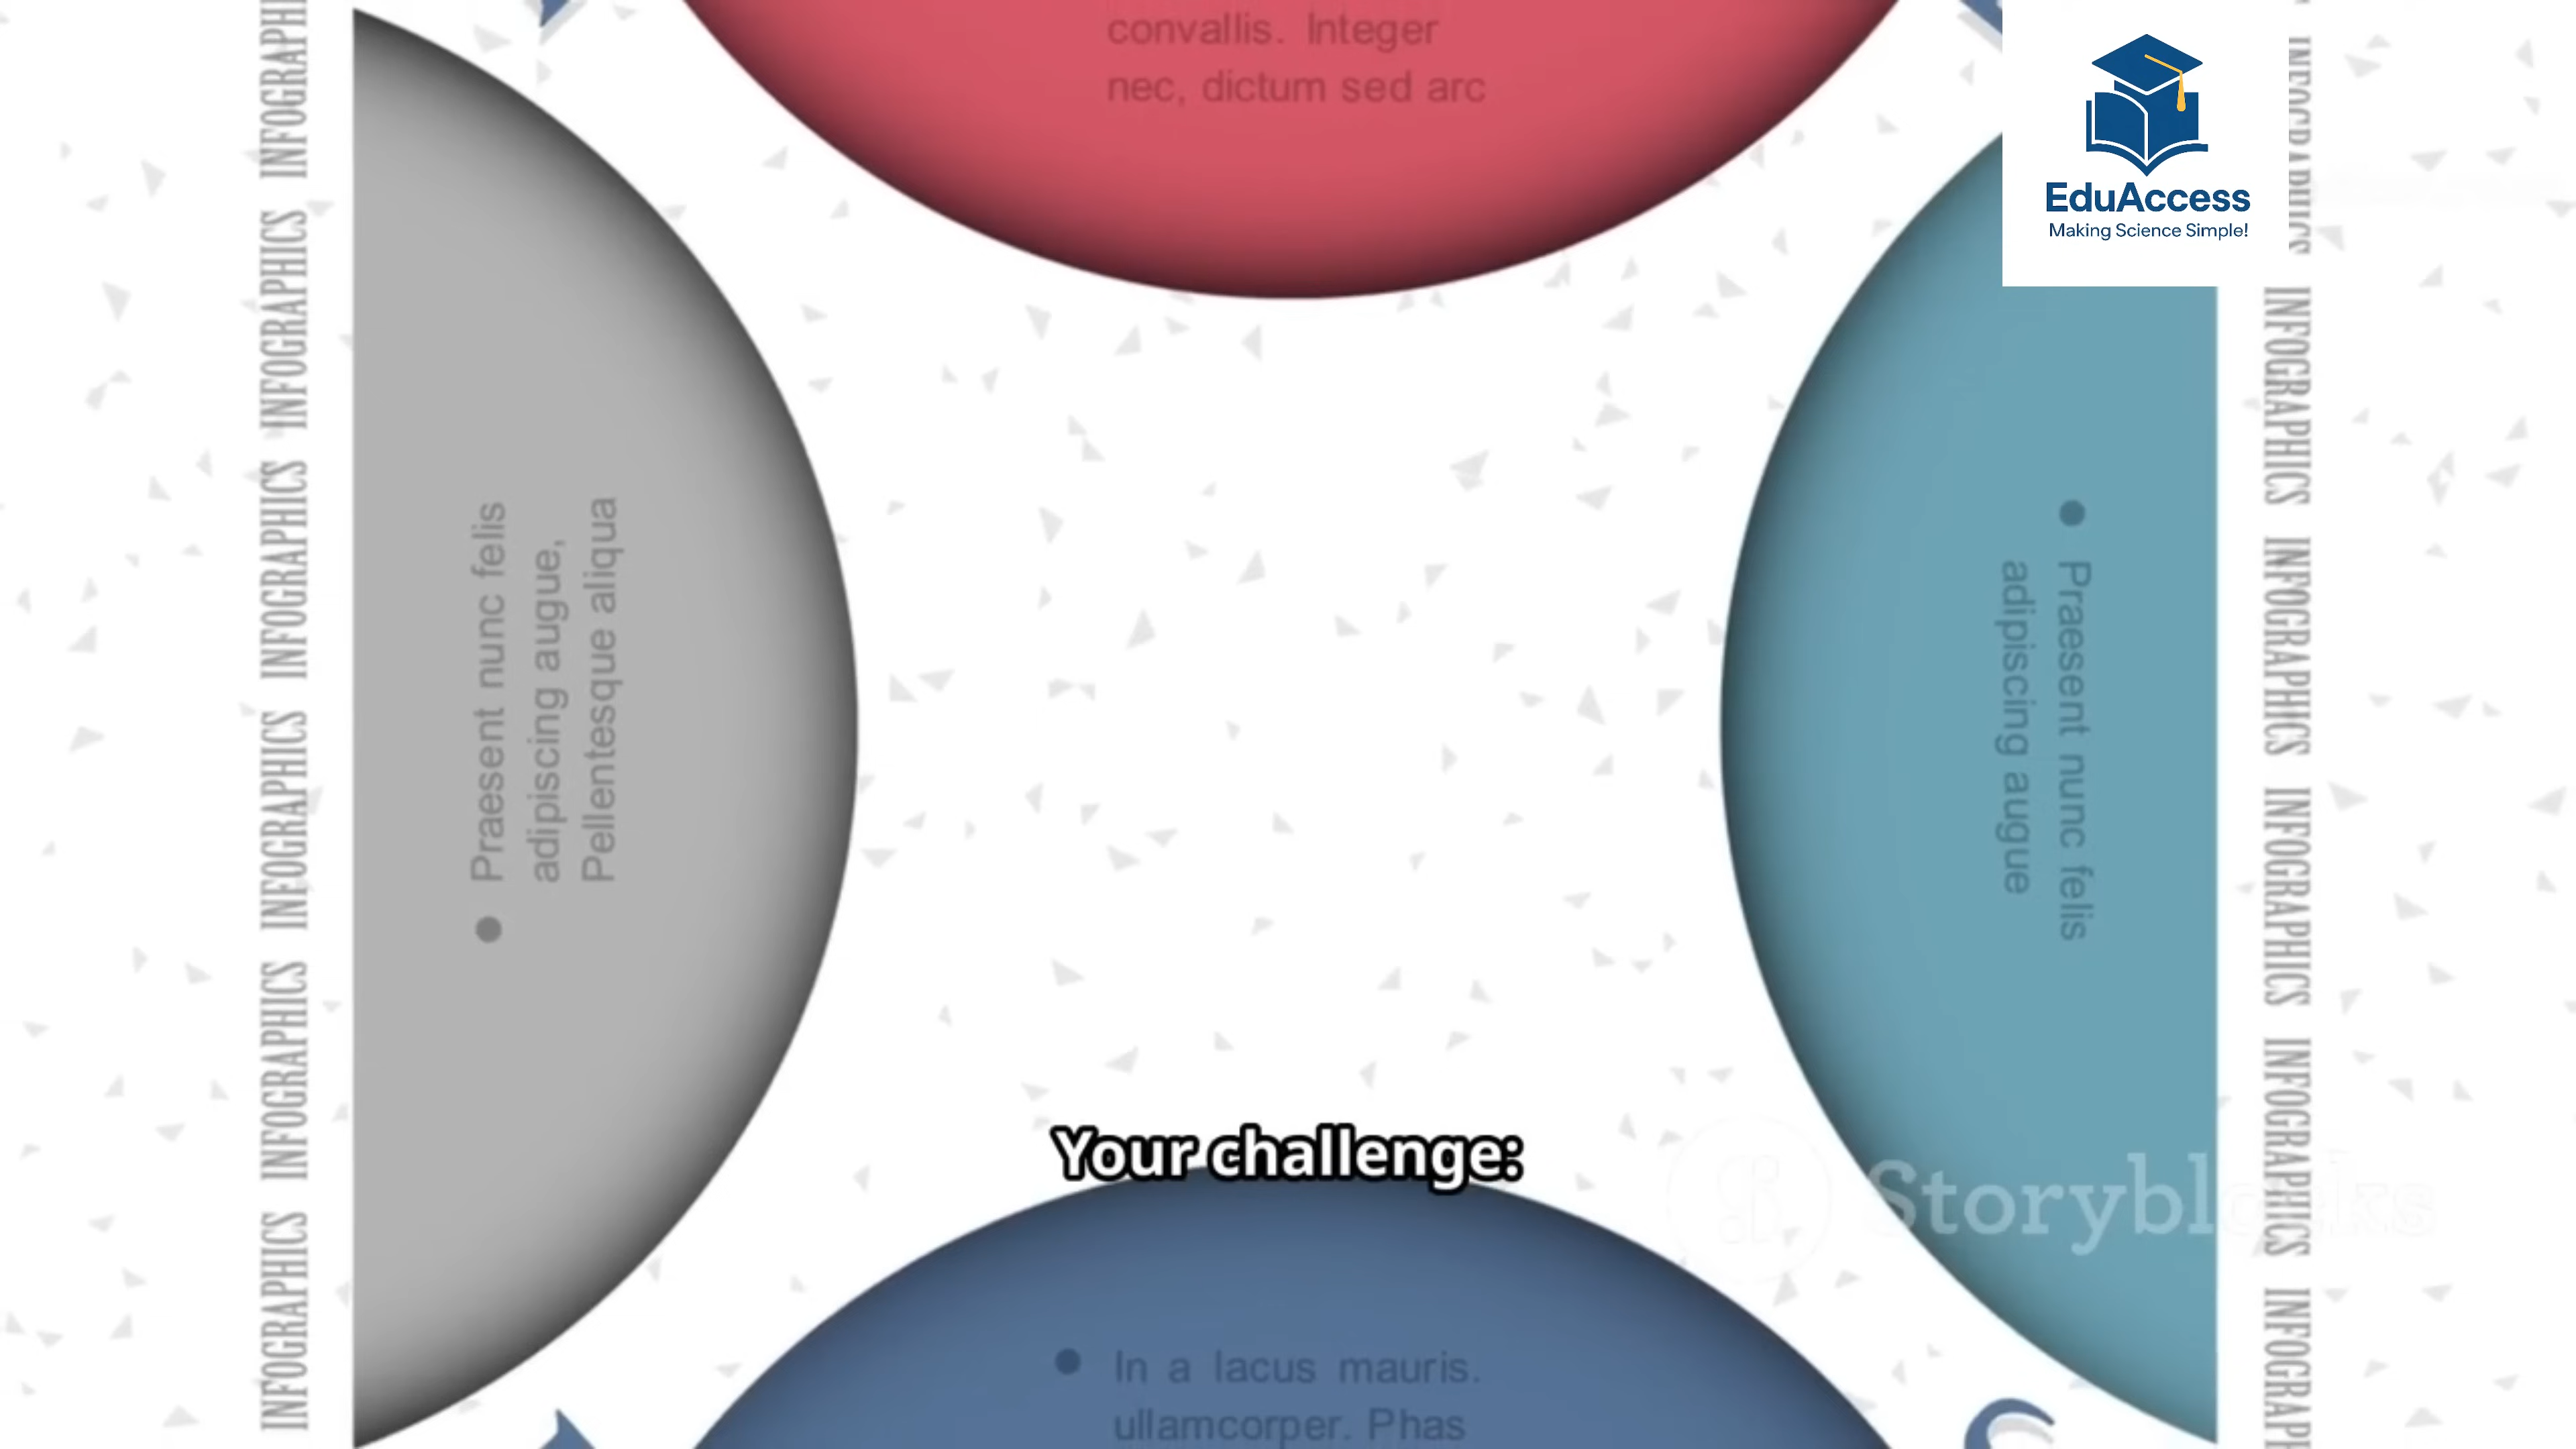 convallis. Integer
nec, dictum sed arc
EduAccess
Making Science Simple!
INFOGRAPHICS INFOGRAPHICS INFOGRAPHICS INFOGRAPHICS INFOGRAPHICS
Praesent nunc felis
adipiscing augue,
Pellentesque aliqua
Praesent nunc felis
adipiscing augue
INFOGRAPHICS INFOGRAPHICS INFOGRAPHICS INFOGRAPHICS INFOGRAPHICS
Your challenge:
Storyblocks
In a lacus mauris.
ullamcorper. Phas